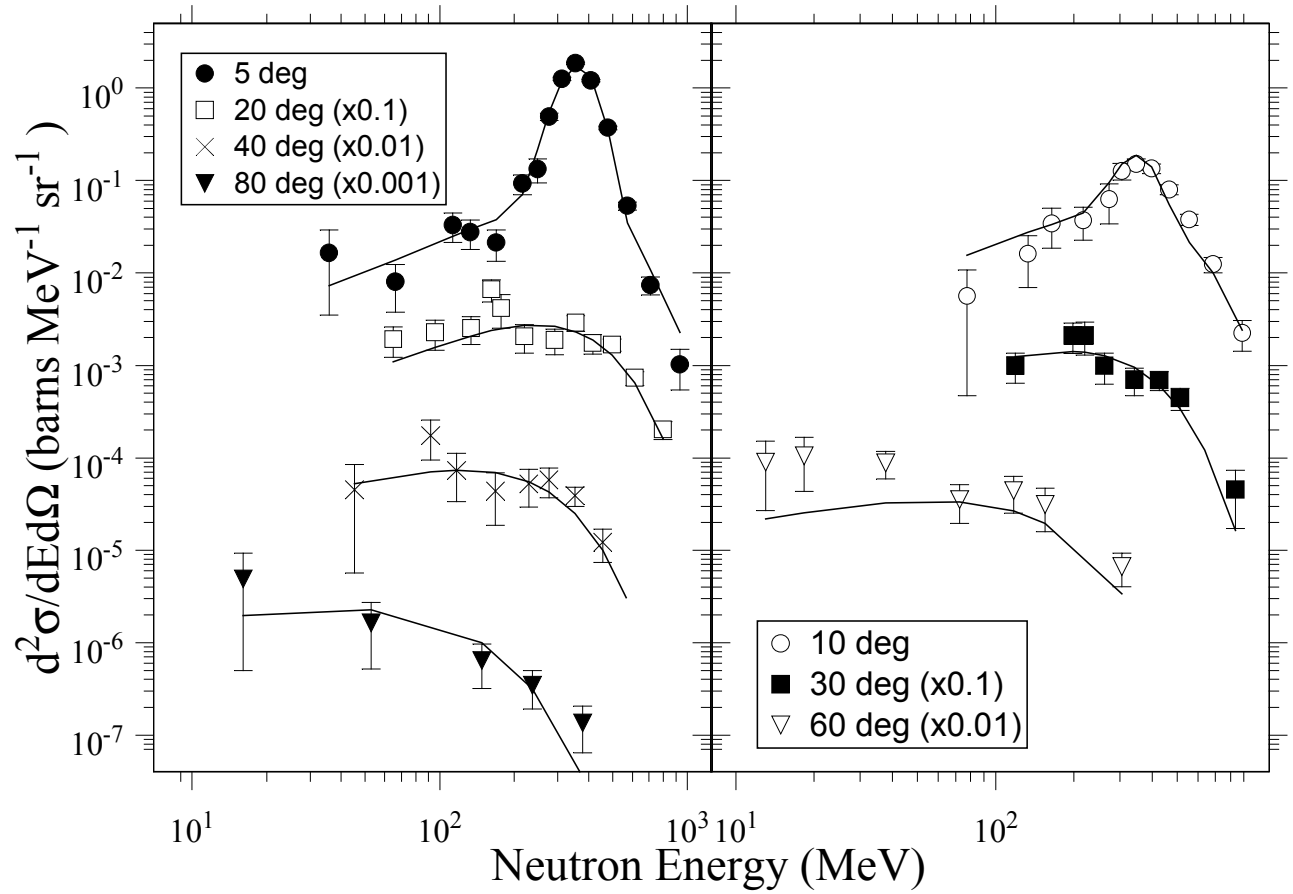 5 deg
20 deg (x0.1)
40 deg (x0.01)
80 deg (x0.001)
10 deg
30 deg (x0.1)
60 deg (x0.01)
d²σ/dEdΩ (barns MeV⁻¹ sr⁻¹)
10⁰
10⁻¹
10⁻²
10⁻³
10⁻⁴
10⁻⁵
10⁻⁶
10⁻⁷
10¹ 10² 10³ 10¹ 10²
Neutron Energy (MeV)